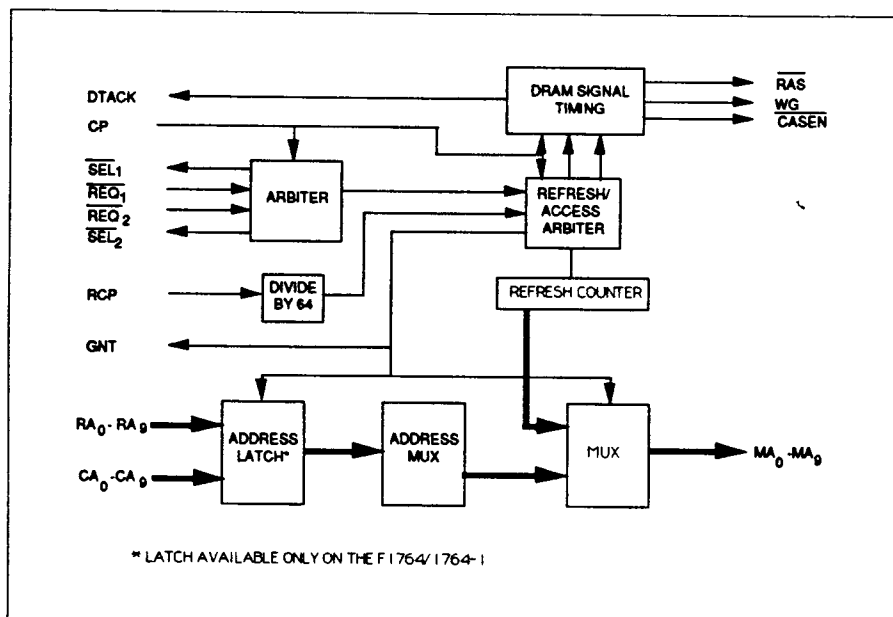 DTACK
CP
SEL1
REQ1
REQ2
SEL2
RCP
GNT
RA0-RA9
CA0-CA9
DRAM SIGNAL
TIMING
RAS
WG
CASEN
ARBITER
REFRESH/
ACCESS
ARBITER
DIVIDE
BY 64
REFRESH COUNTER
ADDRESS
LATCH*
ADDRESS
MUX
MUX
MA0-MA9
* LATCH AVAILABLE ONLY ON THE F1764/1764-1